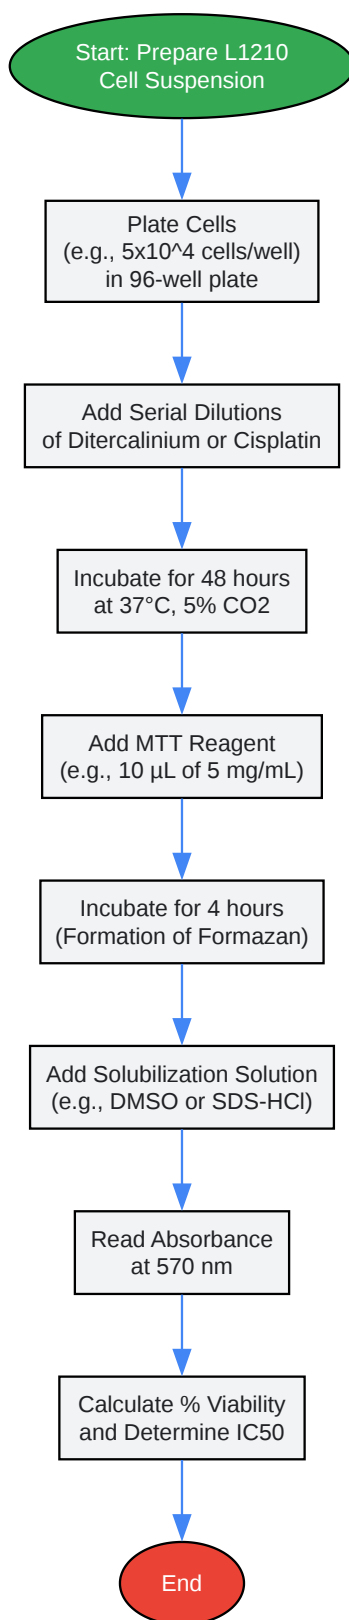 Start: Prepare L1210
Cell Suspension
Plate Cells
(e.g., 5x10^4 cells/well)
in 96-well plate
Add Serial Dilutions
of Ditercalinium or Cisplatin
Incubate for 48 hours
at 37°C, 5% CO2
Add MTT Reagent
(e.g., 10 µL of 5 mg/mL)
Incubate for 4 hours
(Formation of Formazan)
Add Solubilization Solution
(e.g., DMSO or SDS-HCl)
Read Absorbance
at 570 nm
Calculate % Viability
and Determine IC50
End